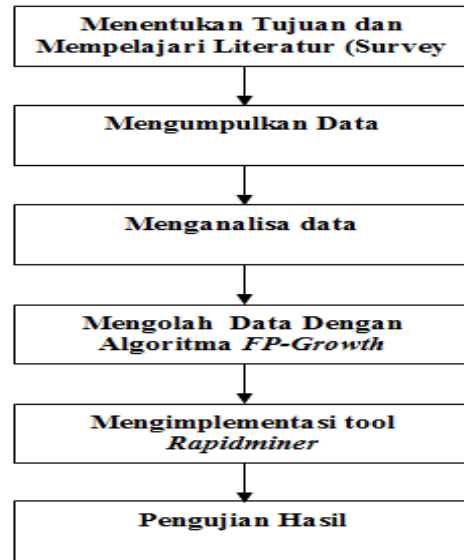 Menentukan Tujuan dan
Mempelajari Literatur (Survey
Mengumpulkan Data
Menganalisa data
Mengolah Data Dengan
Algoritma FP-Growth
Mengimplementasi tool
Rapidminer
Pengujian Hasil